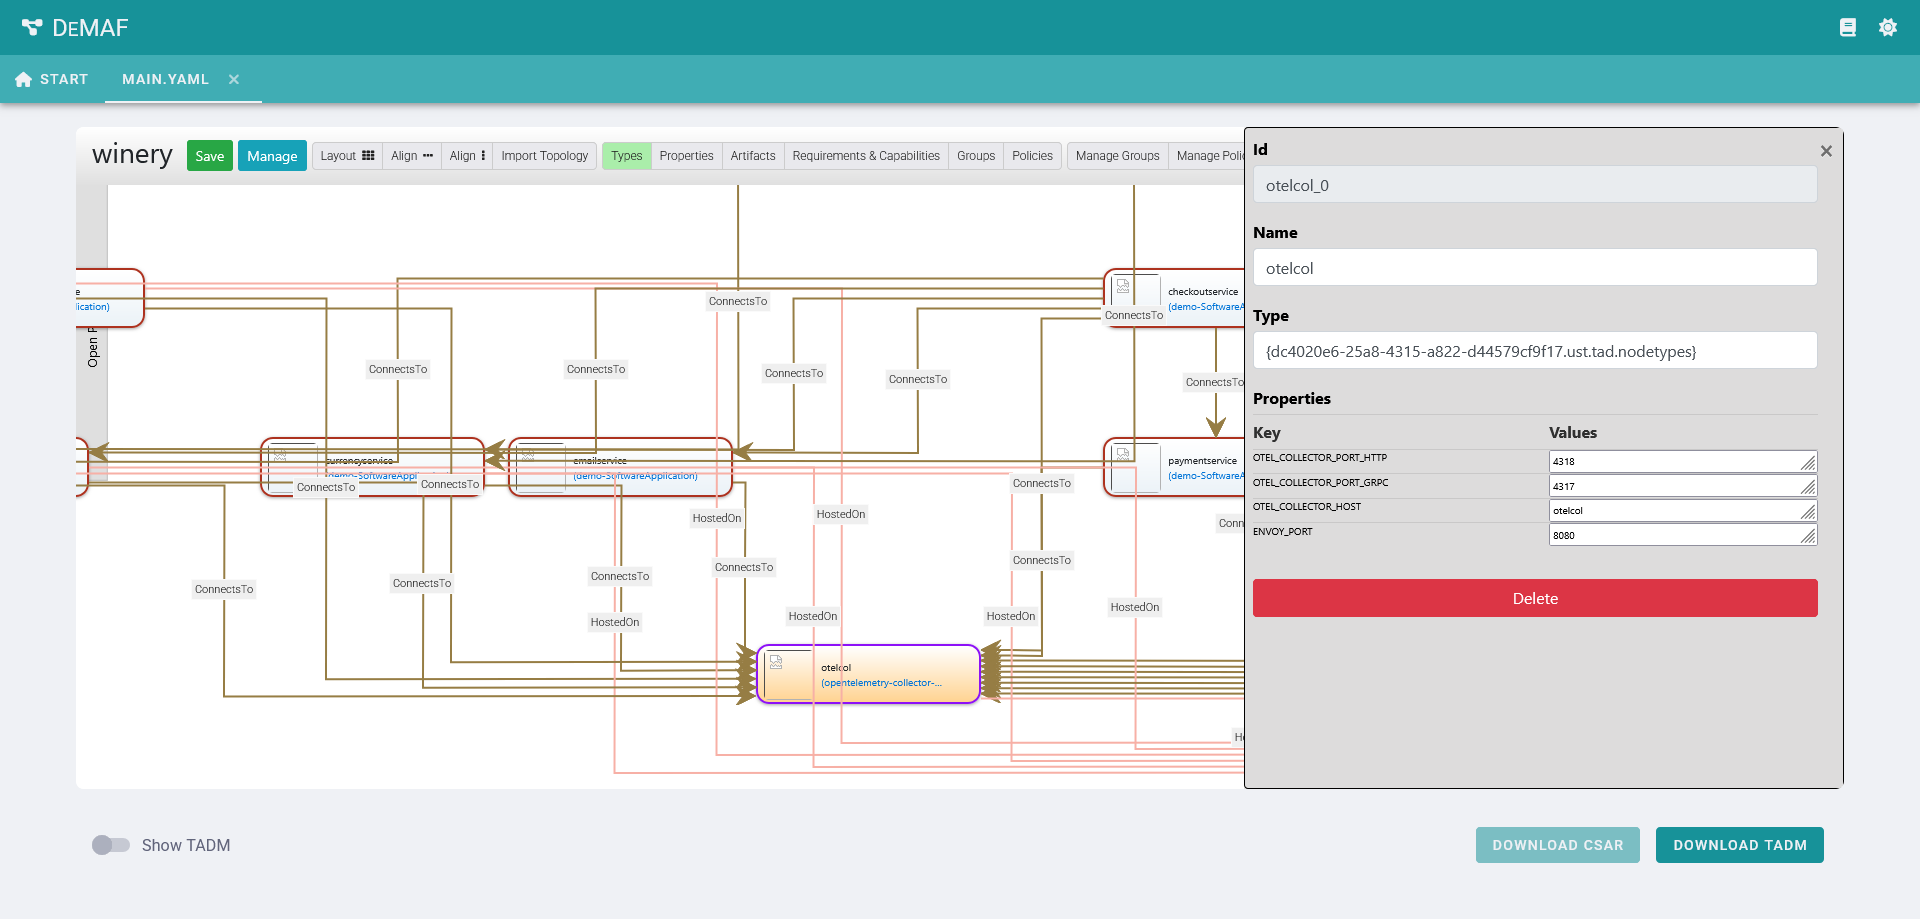 DeMAF
START
MAIN.YAML
winery
Save
Manage
Layout
Align
Align
Import Topology
Types
Properties
Artifacts
Requirements & Capabilities
Groups
Policies
Manage Groups
Manage Polic
Id
otelcol_0
Name
otelcol
Type
{dc4020e6-25a8-4315-a822-d44579cf9f17.ust.tad.nodetypes}
Properties
Key Values
OTEL_COLLECTOR_PORT_HTTP 4318
OTEL_COLLECTOR_PORT_GRPC 4317
OTEL_COLLECTOR_HOST otelcol
ENVOY_PORT 8080
Delete
e
lication)
Open P
ConnectsTo
checkoutservice
(demo-SoftwareA
ConnectsTo
ConnectsTo
ConnectsTo
ConnectsTo
ConnectsTo
ConnectsTo
currencyservice
(demo-SoftwareAppl
ConnectsTo
ConnectsTo
emailservice
(demo-SoftwareApplication)
paymentservice
(demo-SoftwareA
ConnectsTo
HostedOn
HostedOn
Conn
ConnectsTo
ConnectsTo
ConnectsTo
ConnectsTo
ConnectsTo
HostedOn
HostedOn
HostedOn
HostedOn
otelcol
(opentelemetry-collector-...
Ho
Show TADM
DOWNLOAD CSAR
DOWNLOAD TADM